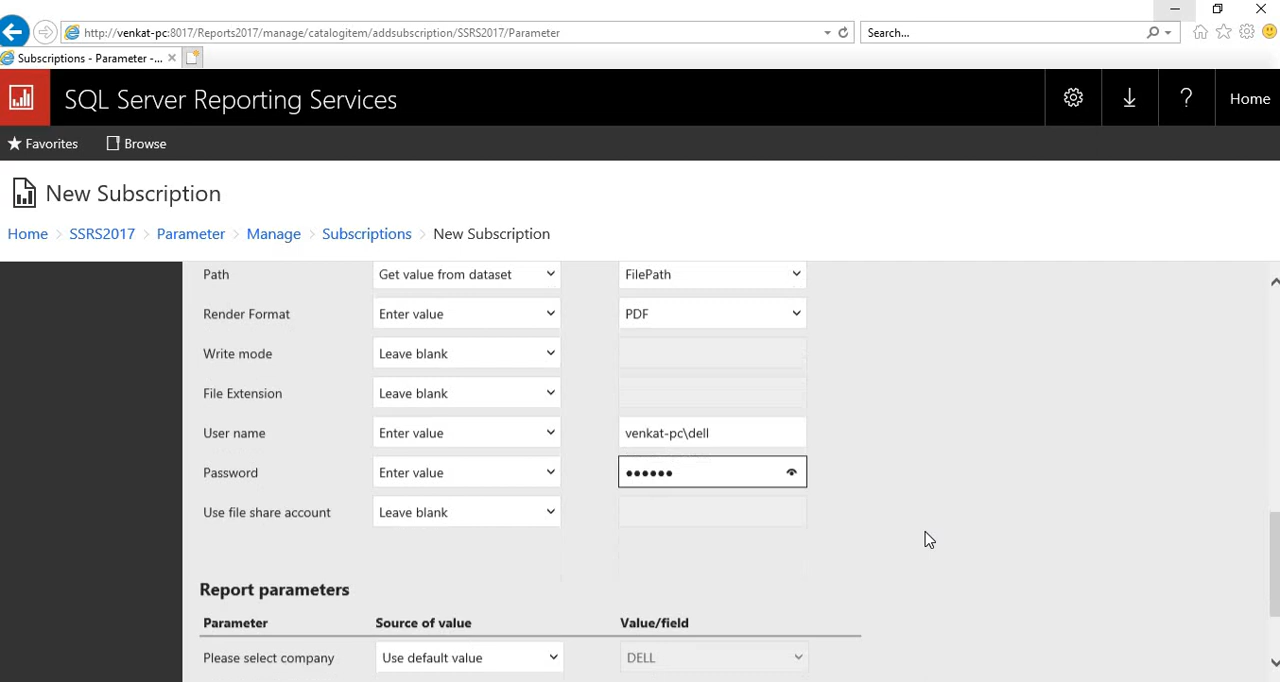 http://venkat-pc:8017/Reports2017/manage/catalogitem/addsubscription/SSRS2017/Parameter
Search...
Subscriptions - Parameter -...
SQL Server Reporting Services
? Home
Favorites Browse
New Subscription
Home > SSRS2017 > Parameter > Manage > Subscriptions > New Subscription
Path Get value from dataset FilePath
Render Format Enter value PDF
Write mode Leave blank
File Extension Leave blank
User name Enter value venkat-pc\dell
Password Enter value ••••••
Use file share account Leave blank
Report parameters
Parameter Source of value Value/field
Please select company Use default value DELL